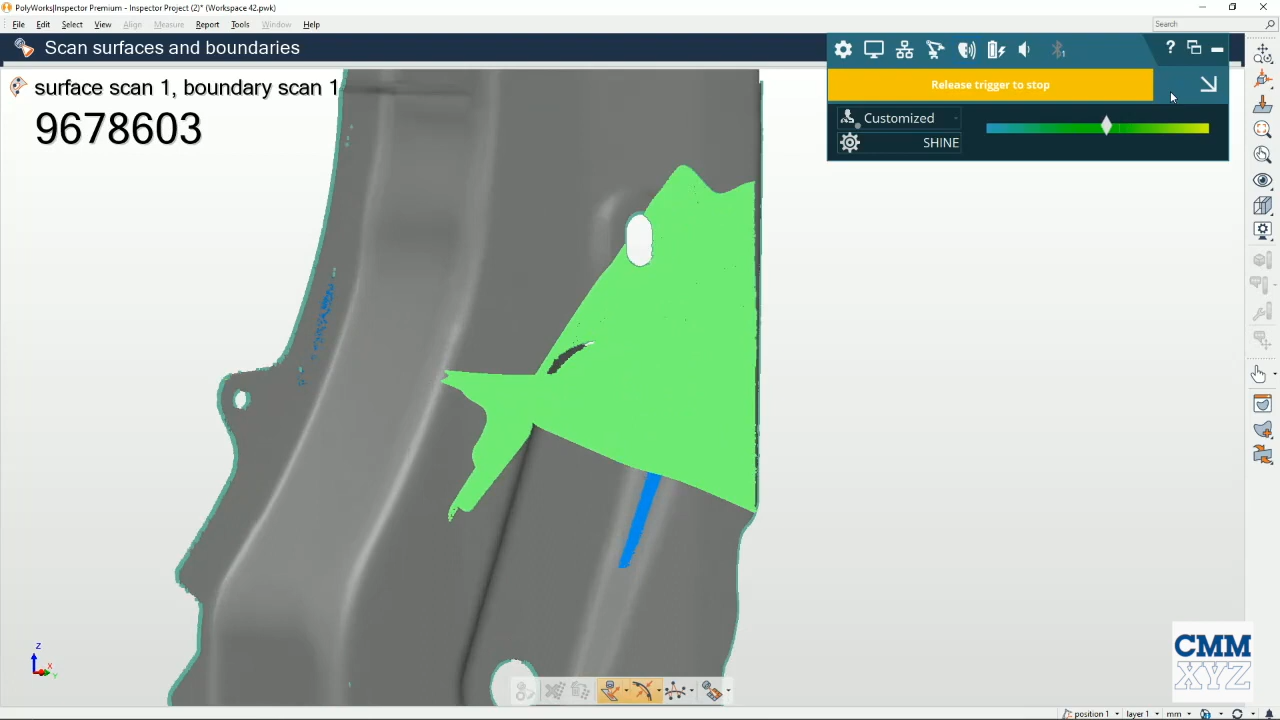 PolyWorks|Inspector Premium - Inspector Project (2)* (Workspace 42.pwk)
File Edit Select View Align Measure Report Tools Window Help
Search
Scan surfaces and boundaries
surface scan 1, boundary scan 1
9678603
Release trigger to stop
Customized
SHINE
Z
X
Y
CMM
XYZ
position 1 layer 1 mm